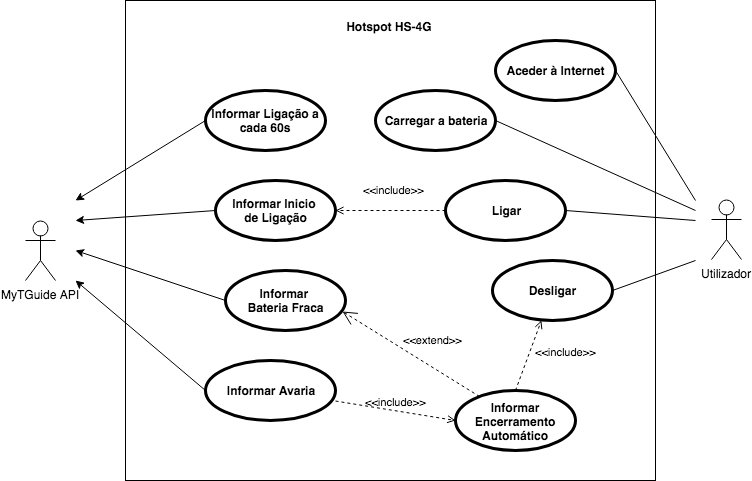 Hotspot HS-4G
Aceder à Internet
Informar Ligação a
cada 60s
Carregar a bateria
<<include>>
Informar Inicio
de Ligação
Ligar
MyTGuide API
Utilizador
Informar
Bateria Fraca
Desligar
<<extend>>
<<include>>
Informar Avaria
<<include>>
Informar
Encerramento
Automático